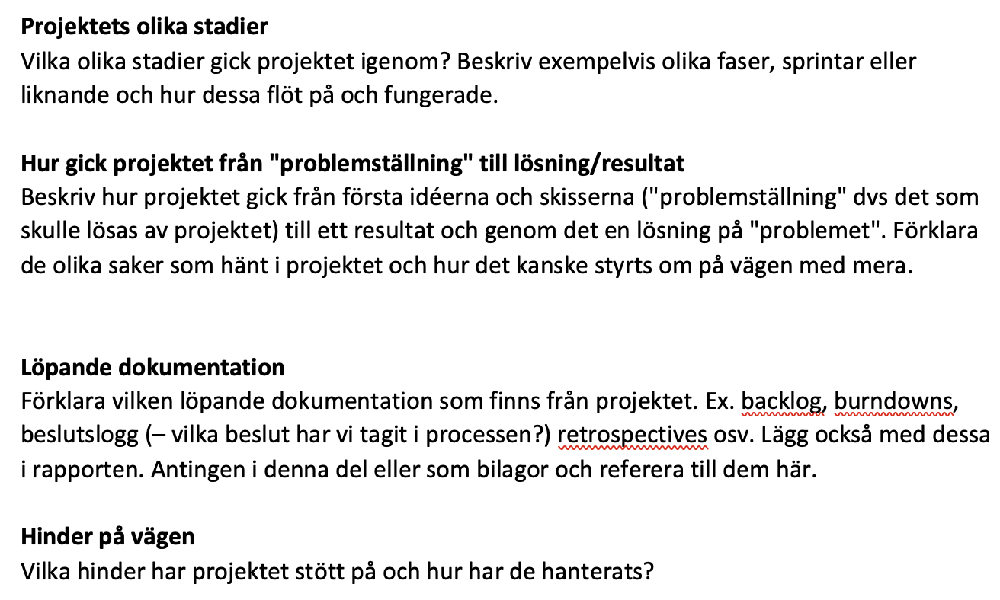 Projektets olika stadier
Vilka olika stadier gick projektet igenom? Beskriv exempelvis olika faser, sprintar eller
liknande och hur dessa flöt på och fungerade.
Hur gick projektet från "problemställning" till lösning/resultat
Beskriv hur projektet gick från första idéerna och skisserna ("problemställning" dvs det som
skulle lösas av projektet) till ett resultat och genom det en lösning på "problemet". Förklara
de olika saker som hänt i projektet och hur det kanske styrts om på vägen med mera.
Löpande dokumentation
Förklara vilken löpande dokumentation som finns från projektet. Ex. backlog, burndowns,
beslutslogg (– vilka beslut har vi tagit i processen?) retrospectives osv. Lägg också med dessa
i rapporten. Antingen i denna del eller som bilagor och referera till dem här.
Hinder på vägen
Vilka hinder har projektet stött på och hur har de hanterats?